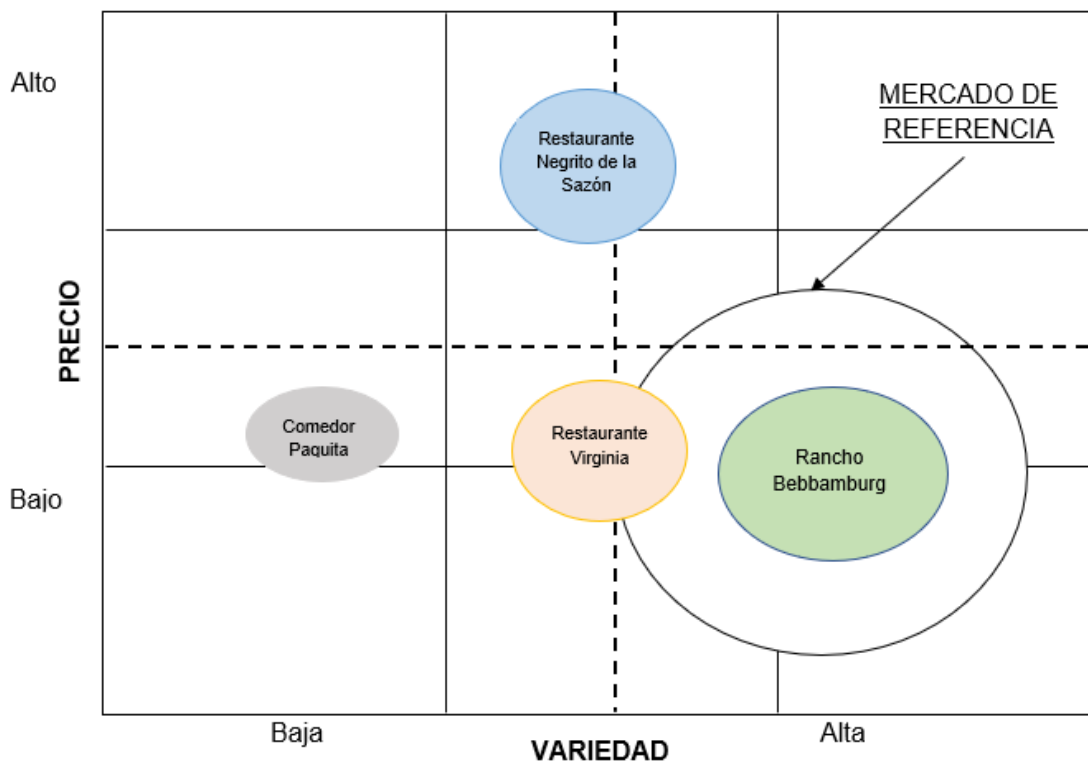 Alto
MERCADO DE
REFERENCIA
Restaurante
Negrito de la
Sazón
PRECIO
Comedor
Paquita
Restaurante
Virginia
Rancho
Bebbamburg
Bajo
Baja
VARIEDAD
Alta